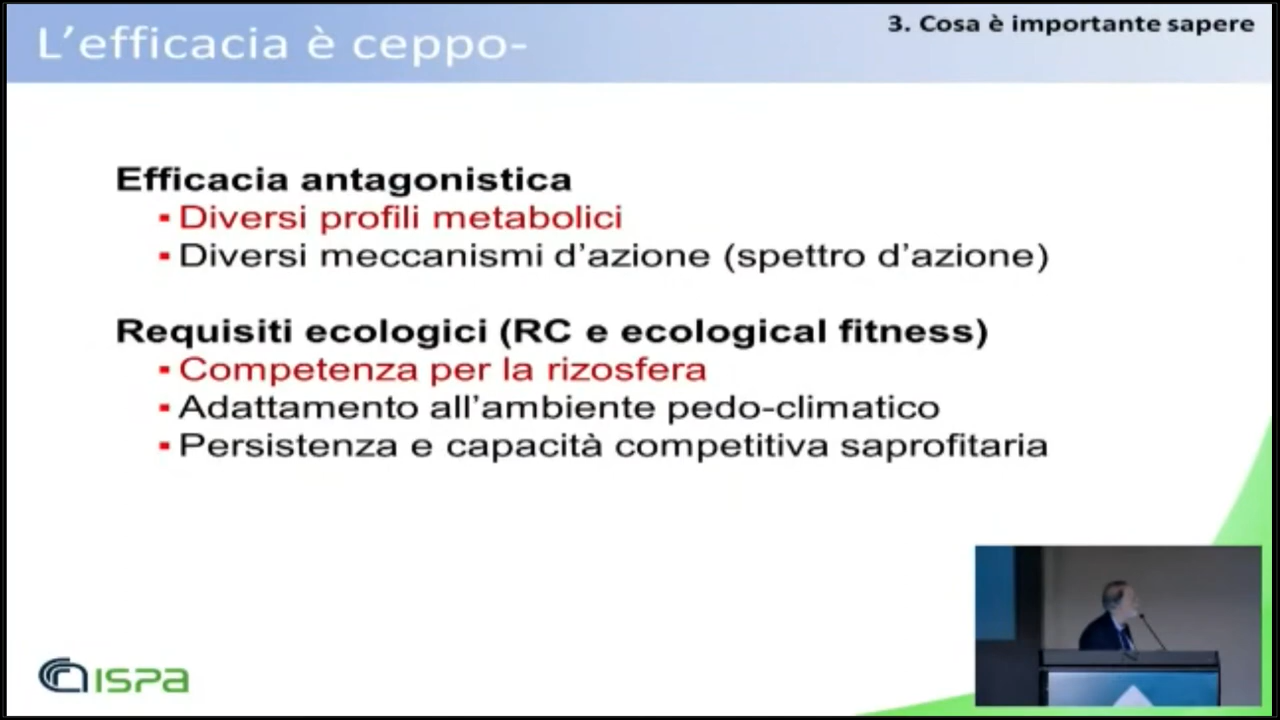 3. Cosa è importante sapere
L'efficacia è ceppo-
Efficacia antagonistica
▪ Diversi profili metabolici
▪ Diversi meccanismi d'azione (spettro d'azione)
Requisiti ecologici (RC e ecological fitness)
▪ Competenza per la rizosfera
▪ Adattamento all'ambiente pedo-climatico
▪ Persistenza e capacità competitiva saprofitaria
ISPA